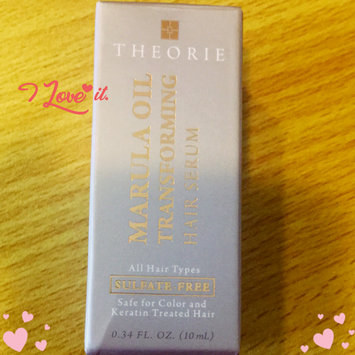 THEORIE
I Love it.
MARULA OIL
TRANSFORMING
HAIR SERUM
All Hair Types
SULFATE FREE
Safe for Color and
Keratin Treated Hair
0.34 FL. OZ. (10mL)